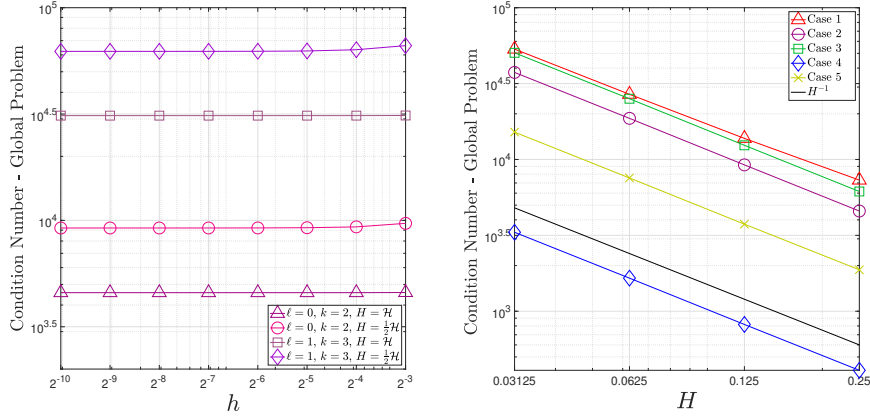 Condition Number - Global Problem
10^5
10^4.5
10^4
10^3.5
2^-10 2^-9 2^-8 2^-7 2^-6 2^-5 2^-4 2^-3
h
ℓ = 0, k = 2, H = ℋ
ℓ = 0, k = 2, H = 1/2 ℋ
ℓ = 1, k = 3, H = ℋ
ℓ = 1, k = 3, H = 1/2 ℋ
Condition Number - Global Problem
10^5
10^4.5
10^4
10^3.5
10^3
0.03125 0.0625 0.125 0.25
H
Case 1
Case 2
Case 3
Case 4
Case 5
H^-1